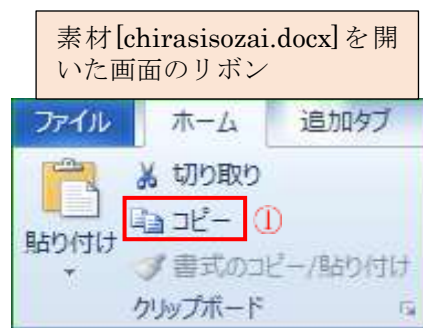 素材[chirasisozai.docx]を開
いた画面のリボン
ファイル ホーム 追加タブ
切り取り
コピー ①
貼り付け
書式のコピー/貼り付け
クリップボード